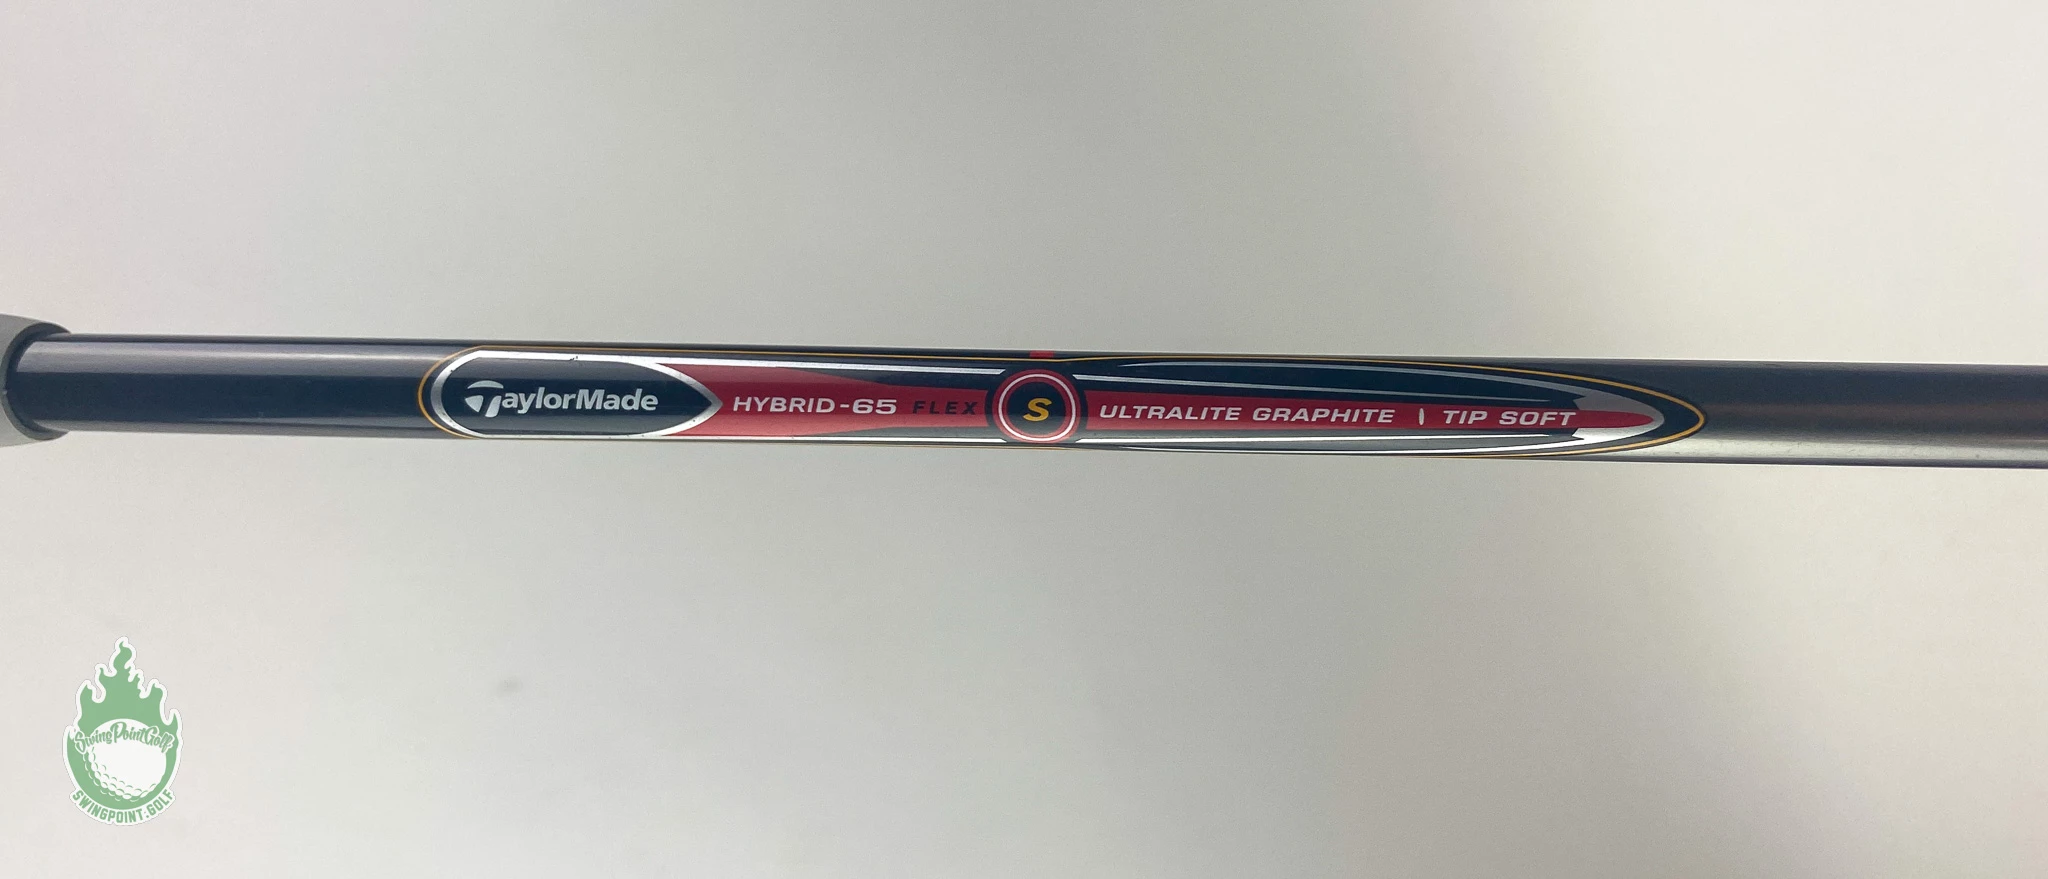 TaylorMade HYBRID-65 FLEX S ULTRALITE GRAPHITE | TIP SOFT
SwingPointGolf
SWINGPOINT.GOLF